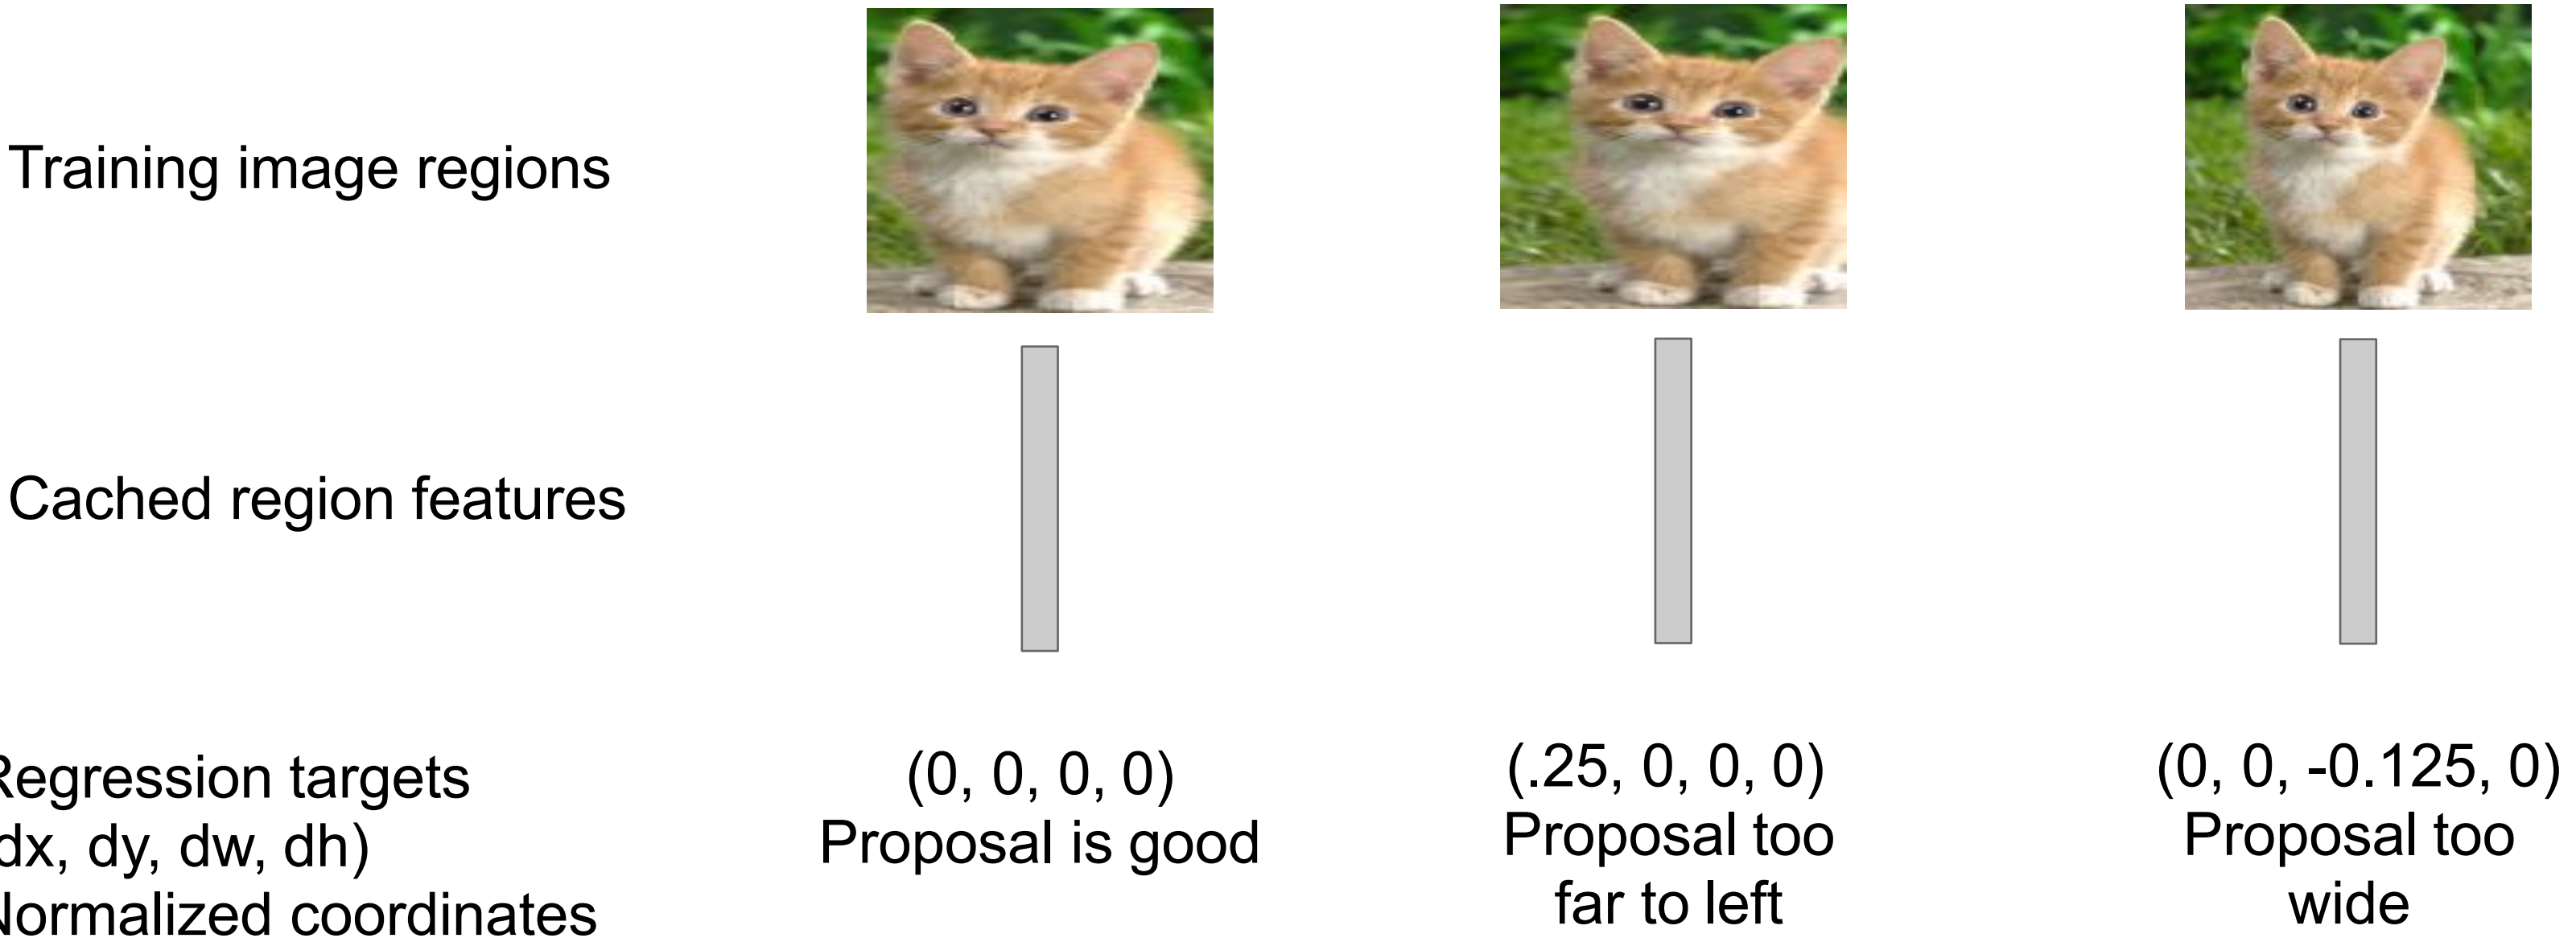 Training image regions
Cached region features
Regression targets
dx, dy, dw, dh)
Normalized coordinates
(0, 0, 0, 0)
Proposal is good
(.25, 0, 0, 0)
Proposal too
far to left
(0, 0, -0.125, 0)
Proposal too
wide